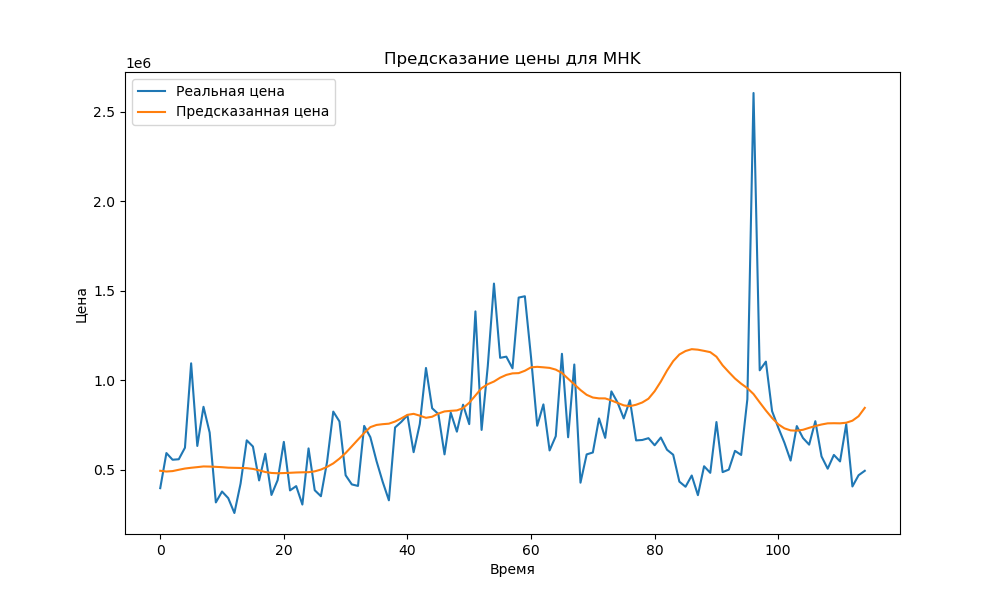 Предсказание цены для MHK
1e6
Реальная цена
Предсказанная цена
2.5
2.0
1.5
1.0
0.5
Цена
0 20 40 60 80 100
Время